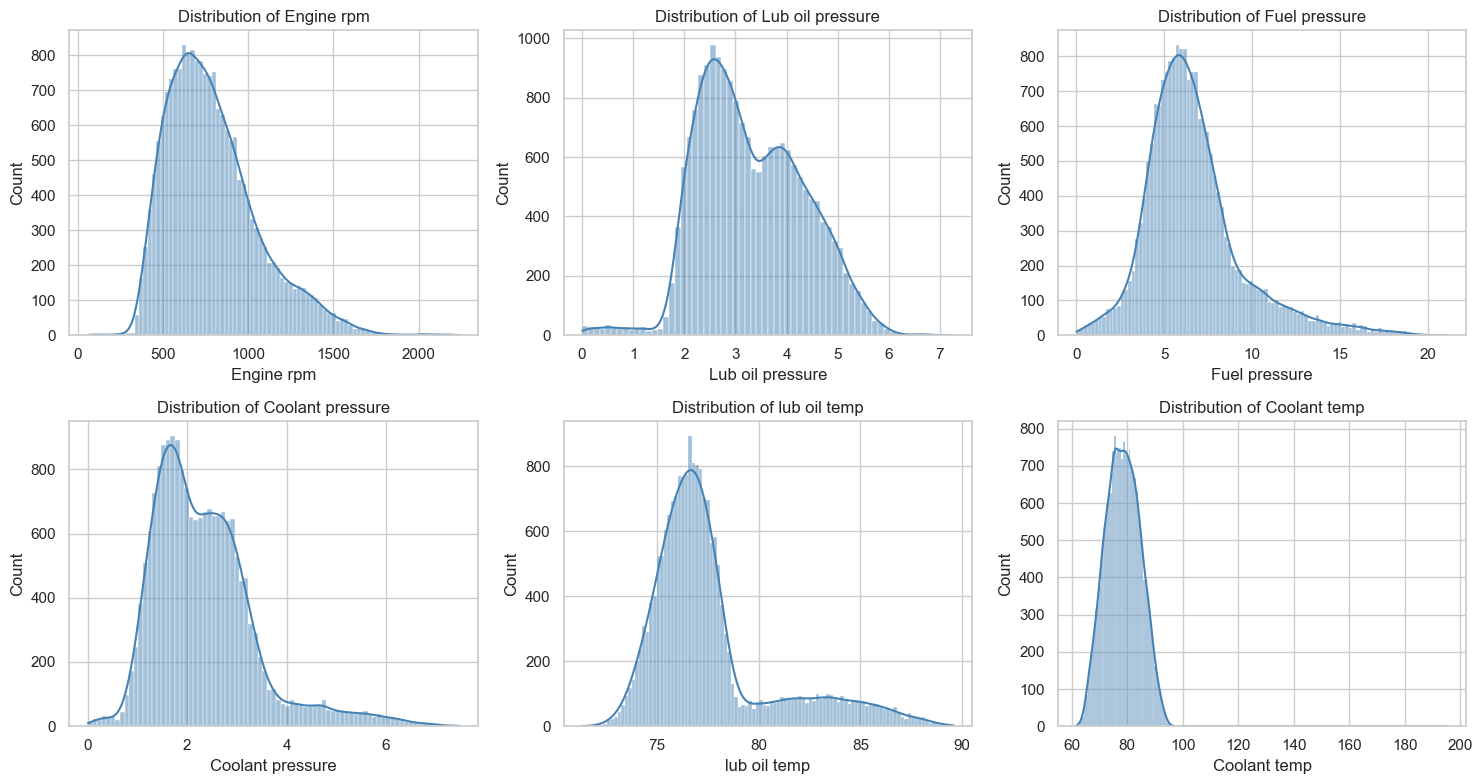 Distribution of Engine rpm
800
700
600
500
400
300
200
100
0
Count
0 500 1000 1500 2000
Engine rpm
Distribution of Lub oil pressure
1000
800
600
400
200
0
Count
0 1 2 3 4 5 6 7
Lub oil pressure
Distribution of Fuel pressure
800
700
600
500
400
300
200
100
0
Count
0 5 10 15 20
Fuel pressure
Distribution of Coolant pressure
800
600
400
200
0
Count
0 2 4 6
Coolant pressure
Distribution of lub oil temp
800
600
400
200
0
Count
75 80 85 90
lub oil temp
Distribution of Coolant temp
800
700
600
500
400
300
200
100
0
Count
60 80 100 120 140 160 180 200
Coolant temp